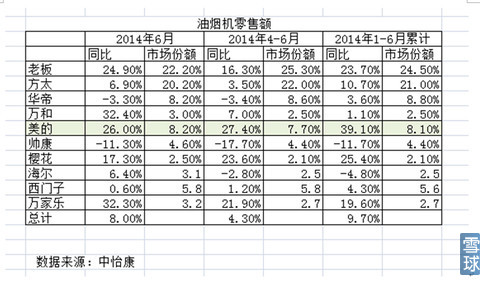 油烟机零售额
2014年6月 2014年4-6月 2014年1-6月累计
同比 市场份额 同比 市场份额 同比 市场份额
老板 24.90% 22.20% 16.30% 25.30% 23.70% 24.50%
方太 6.90% 20.20% 3.50% 22.00% 10.70% 21.00%
华帝 -3.30% 8.20% -3.40% 8.60% 3.60% 8.80%
万和 32.40% 3.00% 7.00% 2.50% 1.10% 2.50%
美的 26.00% 8.20% 27.40% 7.70% 39.10% 8.10%
帅康 -11.30% 4.60% -17.70% 4.40% -11.70% 4.40%
樱花 17.30% 2.50% 23.60% 2.10% 25.40% 2.10%
海尔 6.40% 3.1 -2.80% 2.5 -4.80% 2.5
西门子 0.60% 5.8 1.20% 5.8 4.30% 5.6
万家乐 32.30% 3.2 21.90% 2.7 19.60% 2.7
总计 8.00% 4.30% 9.70%
数据来源：中怡康
雪球